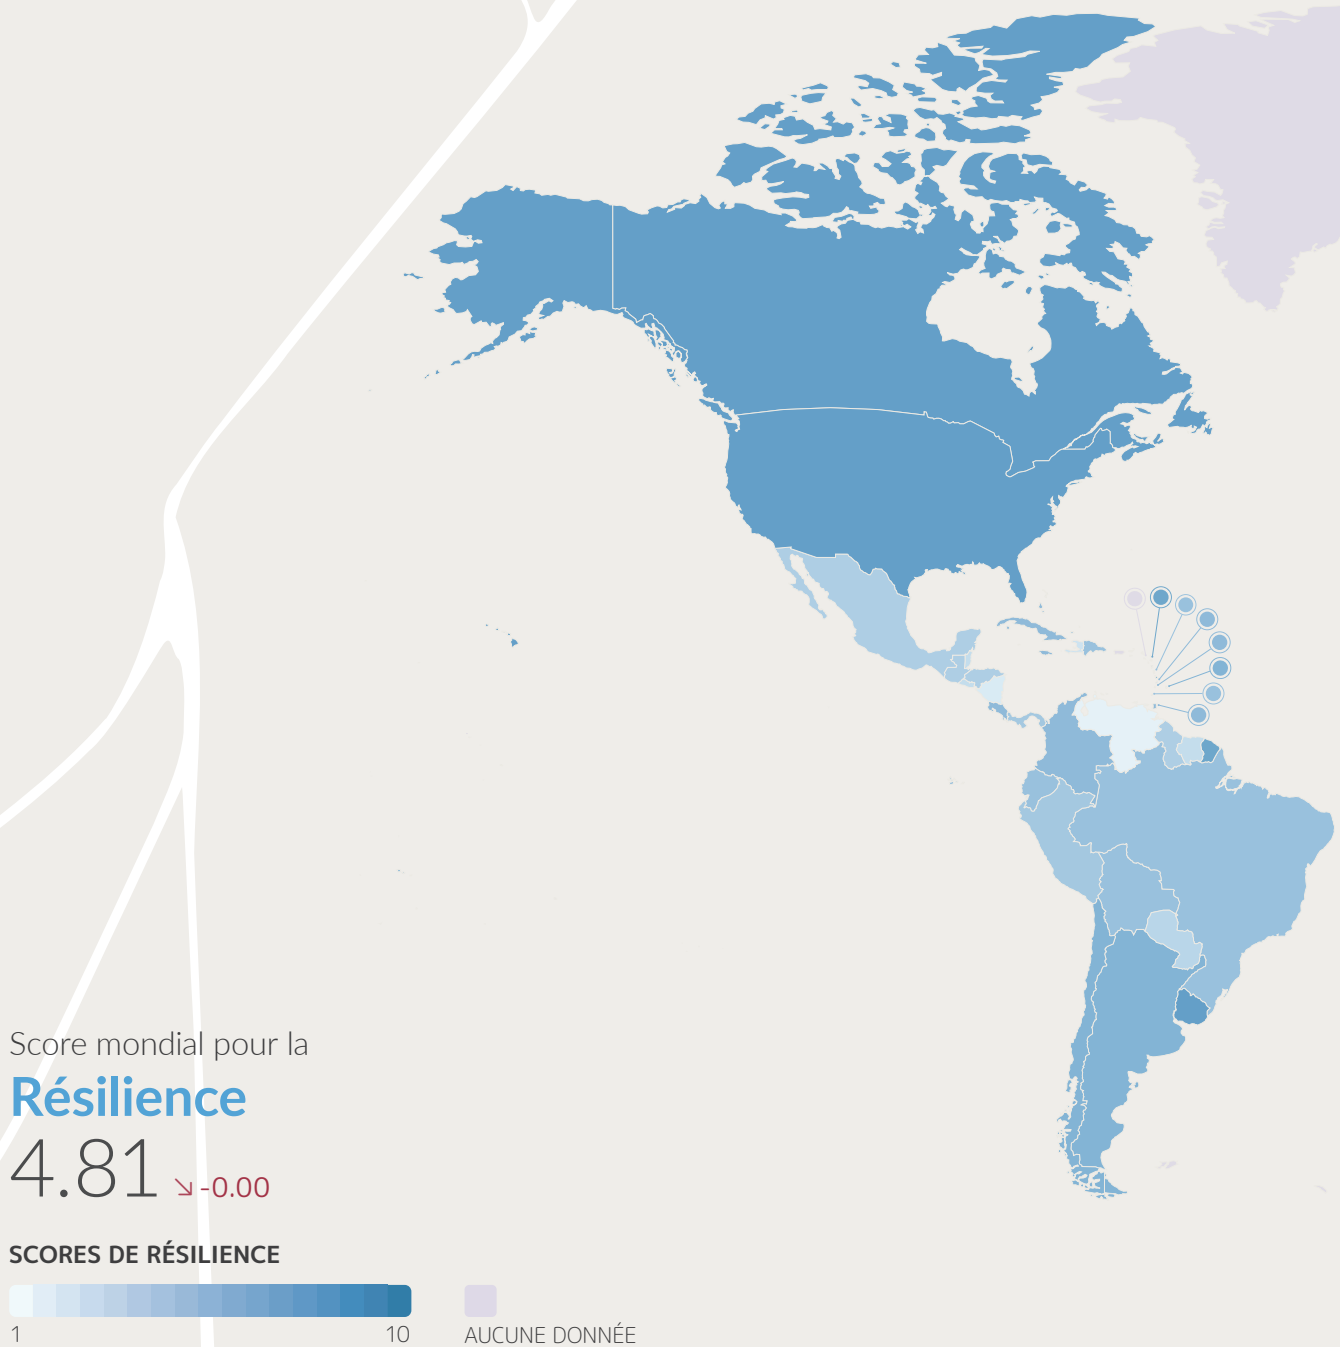 Score mondial pour la
Résilience
4.81 ↘ -0.00
SCORES DE RÉSILIENCE
1 10
AUCUNE DONNÉE